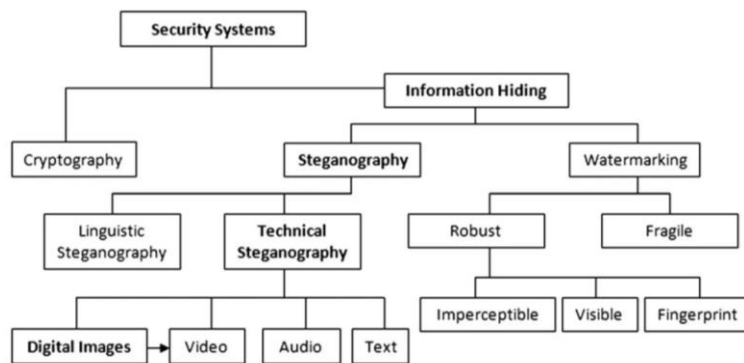 Security Systems
Information Hiding
Cryptography
Steganography
Watermarking
Linguistic
Steganography
Technical
Steganography
Robust
Fragile
Imperceptible
Visible
Fingerprint
Digital Images
Video
Audio
Text